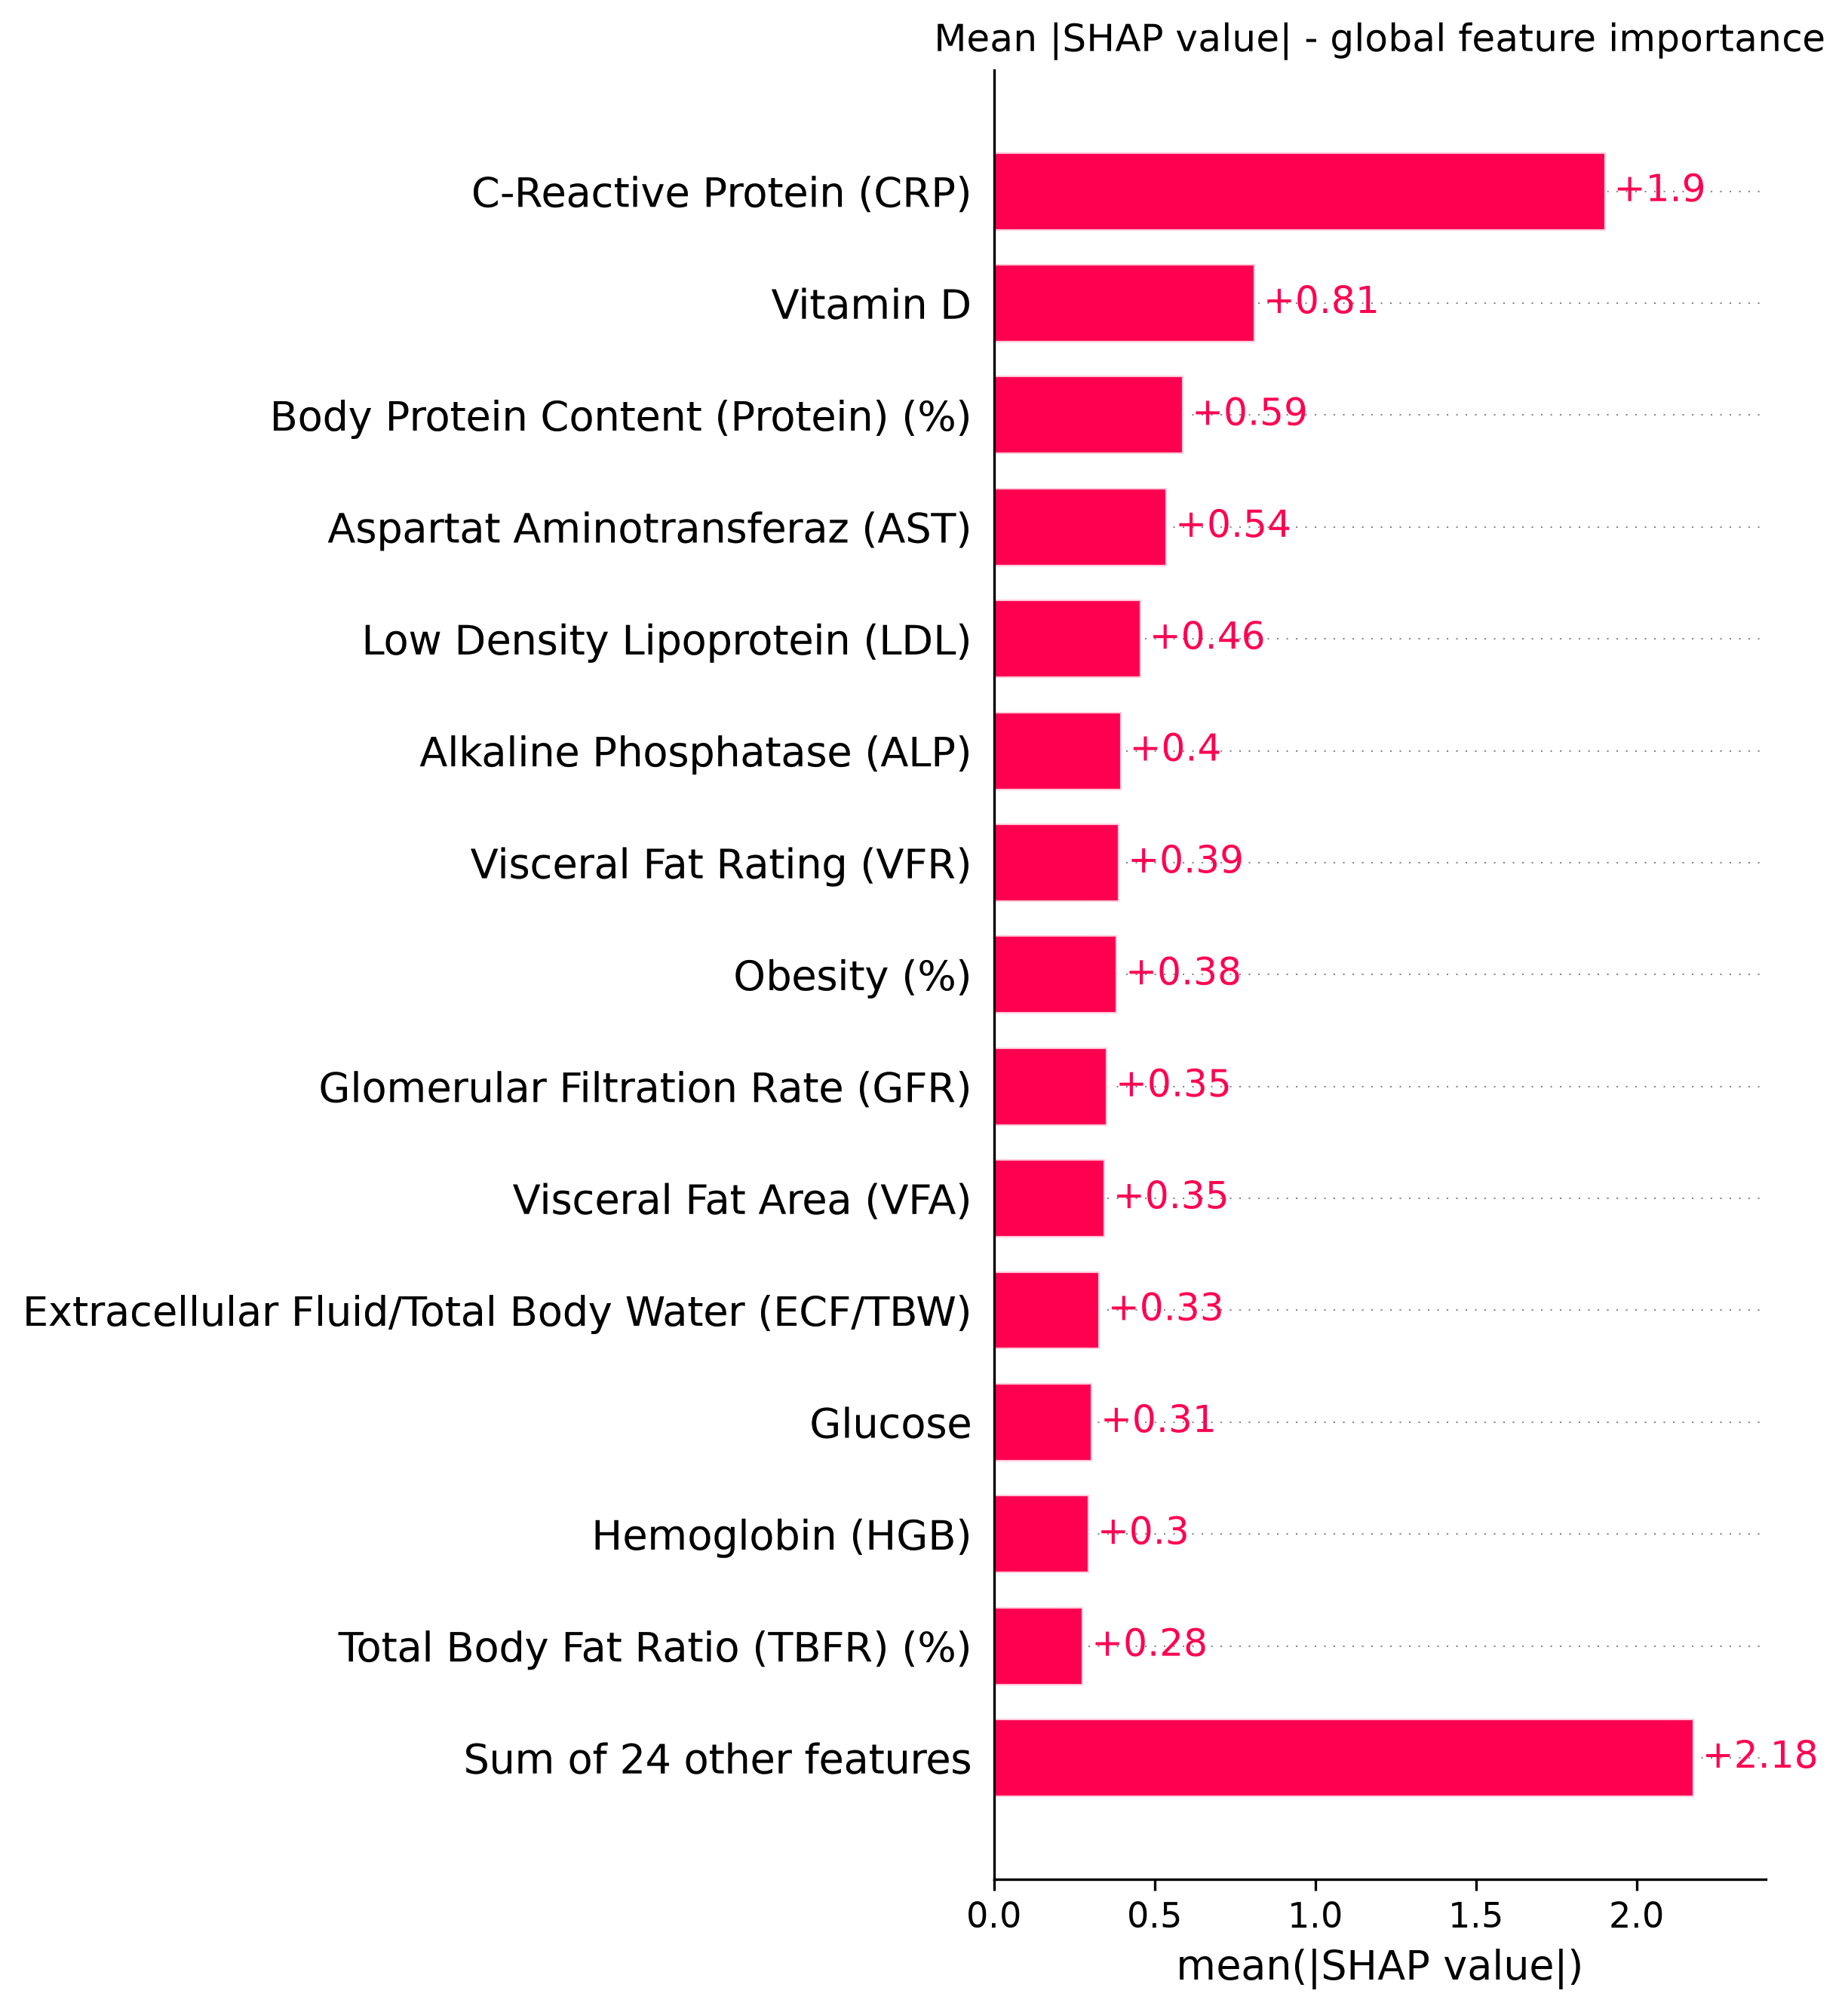 Mean |SHAP value| - global feature importance
C-Reactive Protein (CRP) +1.9
Vitamin D +0.81
Body Protein Content (Protein) (%) +0.59
Aspartat Aminotransferaz (AST) +0.54
Low Density Lipoprotein (LDL) +0.46
Alkaline Phosphatase (ALP) +0.4
Visceral Fat Rating (VFR) +0.39
Obesity (%) +0.38
Glomerular Filtration Rate (GFR) +0.35
Visceral Fat Area (VFA) +0.35
Extracellular Fluid/Total Body Water (ECF/TBW) +0.33
Glucose +0.31
Hemoglobin (HGB) +0.3
Total Body Fat Ratio (TBFR) (%) +0.28
Sum of 24 other features +2.18
0.0 0.5 1.0 1.5 2.0
mean(|SHAP value|)